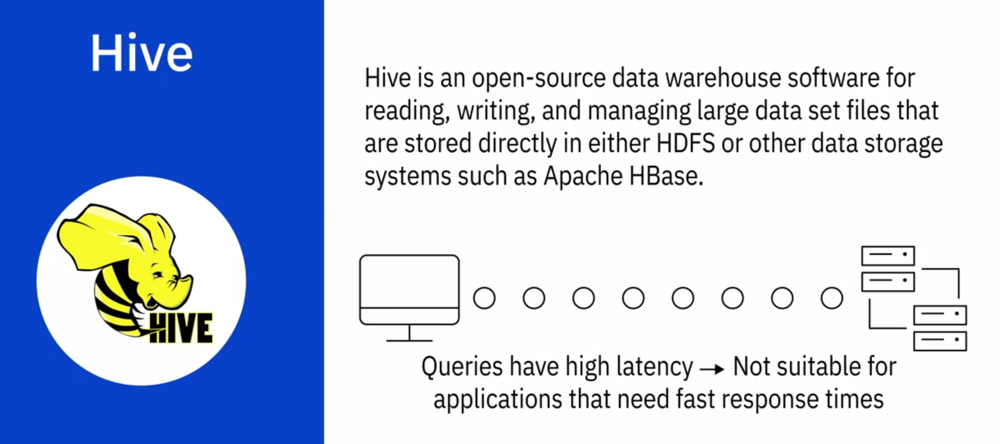 Hive
HIVE
Hive is an open-source data warehouse software for
reading, writing, and managing large data set files that
are stored directly in either HDFS or other data storage
systems such as Apache HBase.
Queries have high latency → Not suitable for
applications that need fast response times